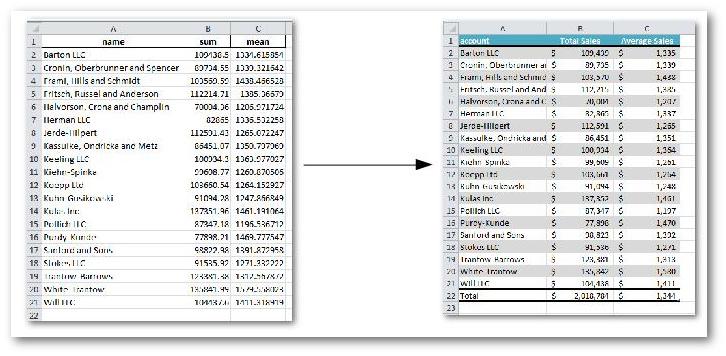 A B C
1 name sum mean
2 Barton LLC 109438.5 1334.615854
3 Cronin, Oberbrunner and Spencer 89734.55 1339.321642
4 Frami, Hills and Schmidt 103569.59 1438.466528
5 Fritsch, Russel and Anderson 112214.71 1385.36679
6 Halvorson, Crona and Champlin 70004.36 1206.971724
7 Herman LLC 82865 1336.532258
8 Jerde-Hilpert 112591.43 1265.072247
9 Kassulke, Ondricka and Metz 86451.07 1350.797969
10 Keeling LLC 100934.3 1363.977027
11 Kiehn-Spinka 99608.77 1260.870506
12 Koepp Ltd 103660.54 1264.152927
13 Kuhn-Gusikowski 91094.28 1247.866849
14 Kulas Inc 137351.96 1461.191064
15 Pollich LLC 87347.18 1196.536712
16 Purdy-Kunde 77898.21 1469.777547
17 Sanford and Sons 98822.98 1391.872958
18 Stokes LLC 91535.92 1271.332222
19 Trantow-Barrows 123381.38 1312.567872
20 White-Trantow 135841.99 1579.558023
21 Will LLC 104437.6 1411.318919
22
A B C
1 account Total Sales Average Sales
2 Barton LLC $ 109,439 $ 1,335
3 Cronin, Oberbrunner a $ 89,735 $ 1,339
4 Frami, Hills and Schmid $ 103,570 $ 1,438
5 Fritsch, Russel and And $ 112,215 $ 1,385
6 Halvorson, Crona and C $ 70,004 $ 1,207
7 Herman LLC $ 82,865 $ 1,337
8 Jerde-Hilpert $ 112,591 $ 1,265
9 Kassulke, Ondricka and $ 86,451 $ 1,351
10 Keeling LLC $ 100,934 $ 1,364
11 Kiehn-Spinka $ 99,609 $ 1,261
12 Koepp Ltd $ 103,661 $ 1,264
13 Kuhn-Gusikowski $ 91,094 $ 1,248
14 Kulas Inc $ 137,352 $ 1,461
15 Pollich LLC $ 87,347 $ 1,197
16 Purdy-Kunde $ 77,898 $ 1,470
17 Sanford and Sons $ 98,823 $ 1,392
18 Stokes LLC $ 91,536 $ 1,271
19 Trantow-Barrows $ 123,381 $ 1,313
20 White-Trantow $ 135,842 $ 1,580
21 Will LLC $ 104,438 $ 1,411
22 Total $ 2,018,784 $ 1,344
23